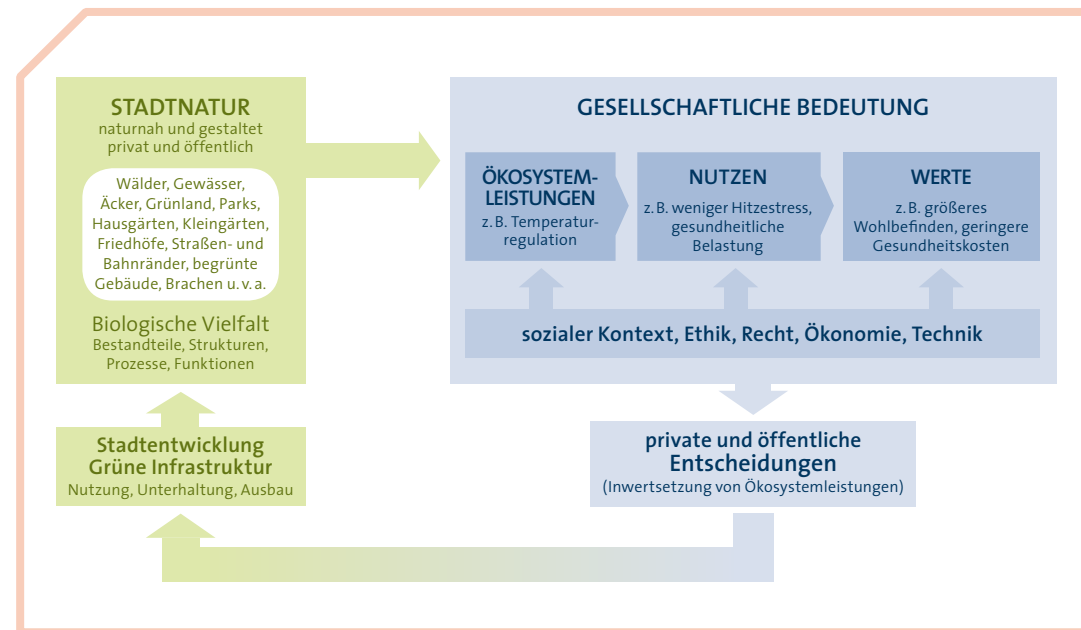 STADTNATUR
naturnah und gestaltet
privat und öffentlich
Wälder, Gewässer,
Äcker, Grünland, Parks,
Hausgärten, Kleingärten,
Friedhöfe, Straßen- und
Bahnränder, begrünte
Gebäude, Brachen u. v. a.
Biologische Vielfalt
Bestandteile, Strukturen,
Prozesse, Funktionen
Stadtentwicklung
Grüne Infrastruktur
Nutzung, Unterhaltung, Ausbau
GESELLSCHAFTLICHE BEDEUTUNG
ÖKOSYSTEM-
LEISTUNGEN
z. B. Temperatur-
regulation
NUTZEN
z. B. weniger Hitzestress,
gesundheitliche
Belastung
WERTE
z. B. größeres
Wohlbefinden, geringere
Gesundheitskosten
sozialer Kontext, Ethik, Recht, Ökonomie, Technik
private und öffentliche
Entscheidungen
(Inwertsetzung von Ökosystemleistungen)